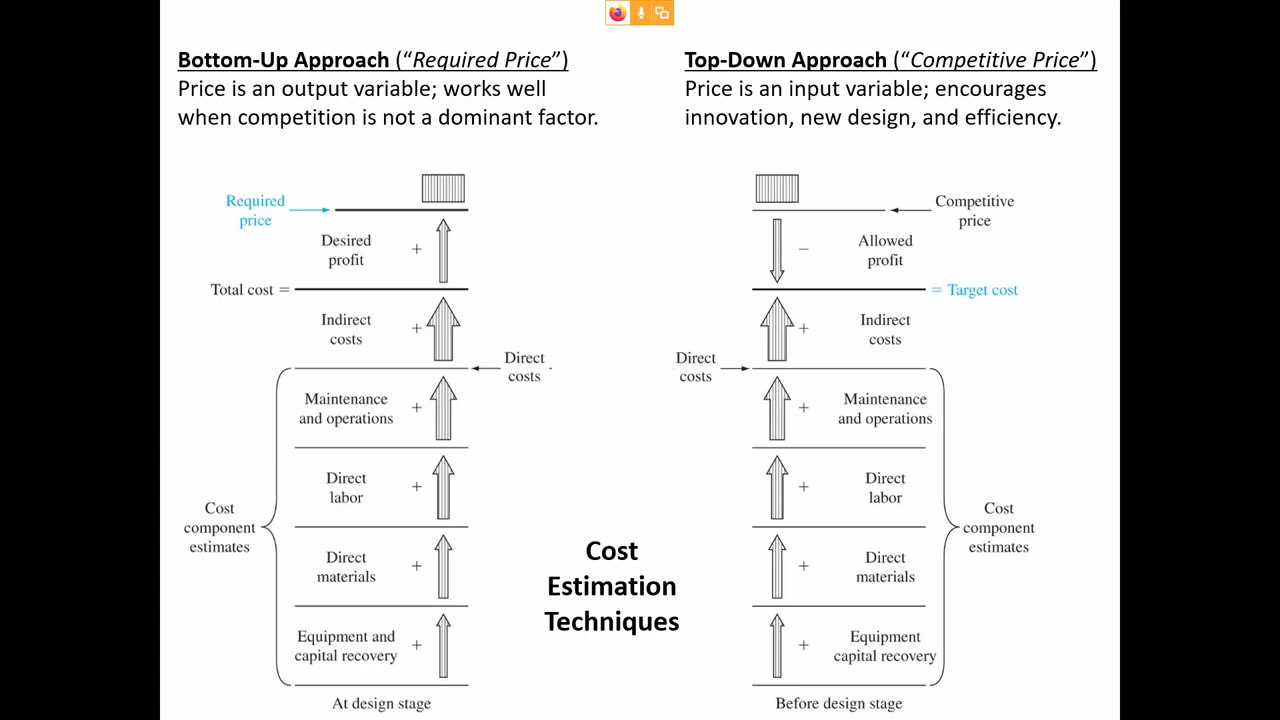 Bottom-Up Approach (“Required Price”)
Price is an output variable; works well
when competition is not a dominant factor.
Top-Down Approach (“Competitive Price”)
Price is an input variable; encourages
innovation, new design, and efficiency.
Required
price
Desired
profit
+
Total cost =
Indirect
costs
+
Direct
costs
Maintenance
and operations
+
Direct
labor
+
Cost
component
estimates
Direct
materials
+
Equipment and
capital recovery
+
At design stage
Cost
Estimation
Techniques
Competitive
price
−
Allowed
profit
= Target cost
+
Indirect
costs
Direct
costs
+
Maintenance
and operations
+
Direct
labor
Cost
component
estimates
+
Direct
materials
+
Equipment
capital recovery
Before design stage